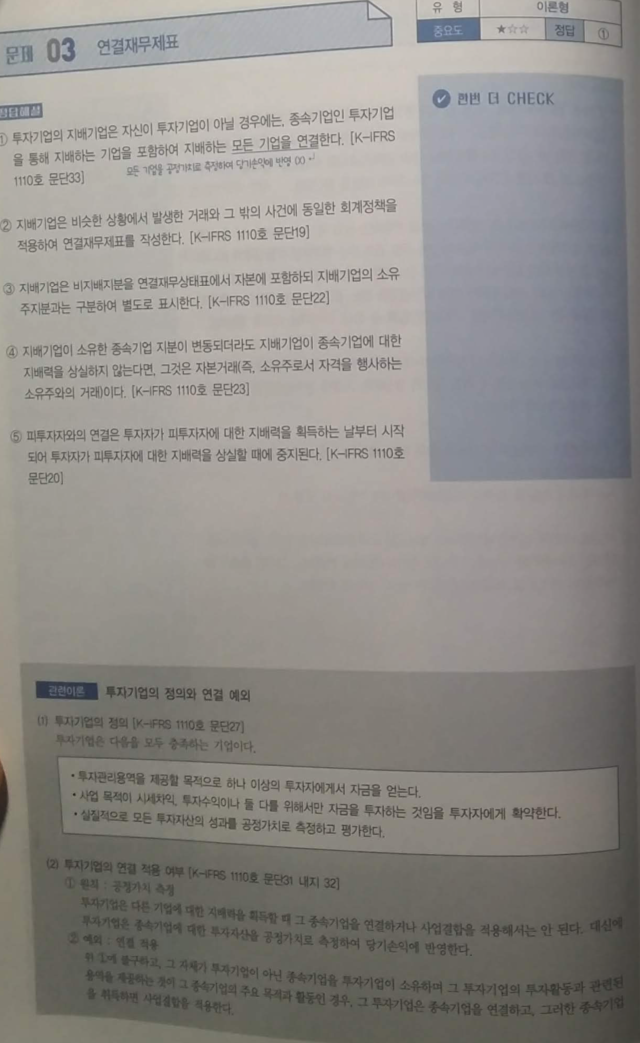 유 형 이론형
중요도 ★☆☆ 정답 ①
문제 03 연결재무제표
정답해설
✔ 한번 더 CHECK
① 투자기업의 지배기업은 자신이 투자기업이 아닐 경우에는, 종속기업인 투자기업
을 통해 지배하는 기업을 포함하여 지배하는 모든 기업을 연결한다. [K-IFRS
1110호 문단33] 모든 기업을 공정가치로 측정하여 당기손익에 반영 (X)
② 지배기업은 비슷한 상황에서 발생한 거래와 그 밖의 사건에 동일한 회계정책을
적용하여 연결재무제표를 작성한다. [K-IFRS 1110호 문단19]
③ 지배기업은 비지배지분을 연결재무상태표에서 자본에 포함하되 지배기업의 소유
주지분과는 구분하여 별도로 표시한다. [K-IFRS 1110호 문단22]
④ 지배기업이 소유한 종속기업 지분이 변동되더라도 지배기업이 종속기업에 대한
지배력을 상실하지 않는다면, 그것은 자본거래(즉, 소유주로서 자격을 행사하는
소유주와의 거래)이다. [K-IFRS 1110호 문단23]
⑤ 피투자자와의 연결은 투자자가 피투자자에 대한 지배력을 획득하는 날부터 시작
되어 투자자가 피투자자에 대한 지배력을 상실할 때에 중지된다. [K-IFRS 1110호
문단20]
관련이론 투자기업의 정의와 연결 예외
(1) 투자기업의 정의 [K-IFRS 1110호 문단27]
투자기업은 다음을 모두 충족하는 기업이다.
• 투자관리용역을 제공할 목적으로 하나 이상의 투자자에게서 자금을 얻는다.
• 사업 목적이 시세차익, 투자수익이나 둘 다를 위해서만 자금을 투자하는 것임을 투자자에게 확약한다.
• 실질적으로 모든 투자자산의 성과를 공정가치로 측정하고 평가한다.
(2) 투자기업의 연결 적용 여부 [K-IFRS 1110호 문단31 내지 32]
① 원칙 : 공정가치 측정
투자기업은 다른 기업에 대한 지배력을 획득할 때 그 종속기업을 연결하거나 사업결합을 적용해서는 안 된다. 대신에
투자기업은 종속기업에 대한 투자자산을 공정가치로 측정하여 당기손익에 반영한다.
② 예외 : 연결 적용
위 ①에 불구하고, 그 자체가 투자기업이 아닌 종속기업을 투자기업이 소유하며 그 투자기업의 투자활동과 관련된
용역을 제공하는 것이 그 종속기업의 주요 목적과 활동인 경우, 그 투자기업은 종속기업을 연결하고, 그러한 종속기업
을 취득하면 사업결합을 적용한다.